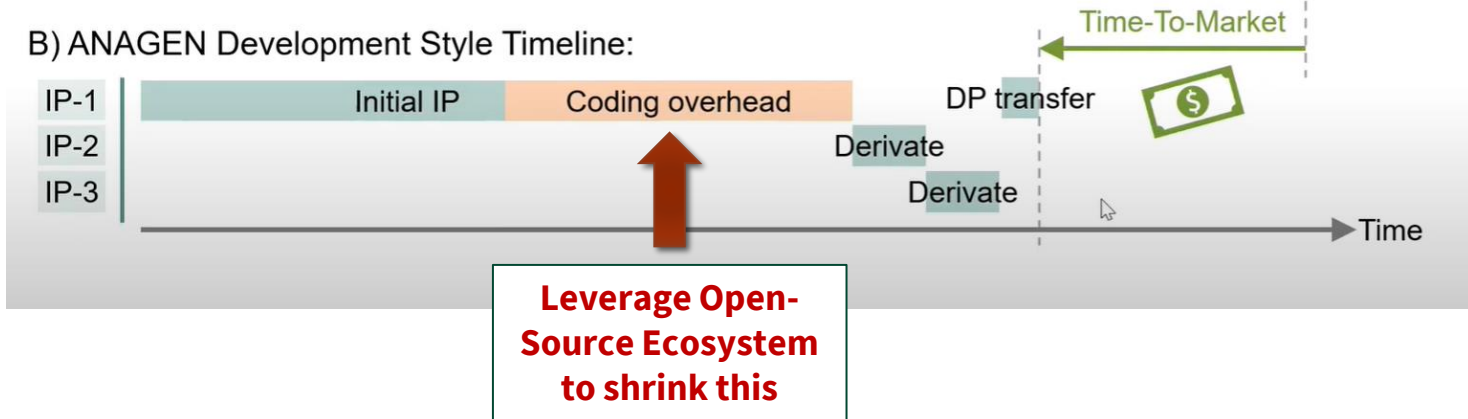 Time-To-Market
B) ANAGEN Development Style Timeline:
IP-1
Initial IP
Coding overhead
DP transfer
$
IP-2
Derivate
IP-3
Derivate
Time
Leverage Open-
Source Ecosystem
to shrink this